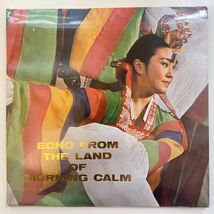 ECHO FROM
THE LAND
OF
MORNING CALM